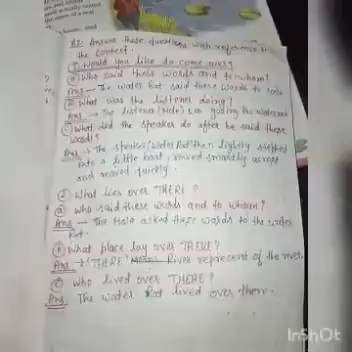 Q2. Answer these questions with reference to
the context.
① Would you like do come over?
ⓐ Who said these words and to whom?
Ans → The water Rat said these words to mole
ⓑ What was the listener doing?
Ans → The listener (Mole) was
ⓒ What did the speaker do after he said these
words?
Ans → The speaker (water Rat) then lightly stepped
into a little boat, rowed smartly across
and moved quickly.
② What lies over THERE?
ⓐ who said these words and to whom?
Ans → The Mole asked these words to the water
Rat.
ⓑ What place lay over THERE?
Ans → 'THERE' River represent of the river.
ⓒ Who lived over THERE?
Ans The water Rat lived over there.
InShOt